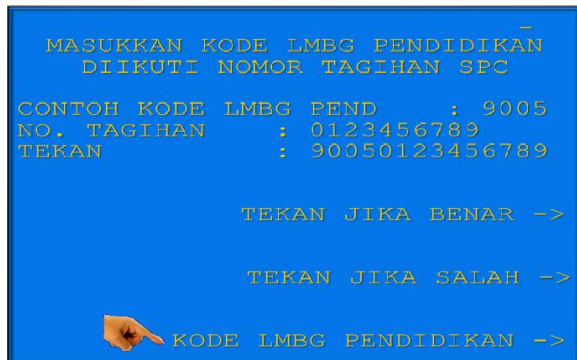 MASUKKAN KODE LMBG PENDIDIKAN
DIIKUTI NOMOR TAGIHAN SPC
CONTOH KODE LMBG PEND : 9005
NO. TAGIHAN : 0123456789
TEKAN : 90050123456789
TEKAN JIKA BENAR ->
TEKAN JIKA SALAH ->
KODE LMBG PENDIDIKAN ->